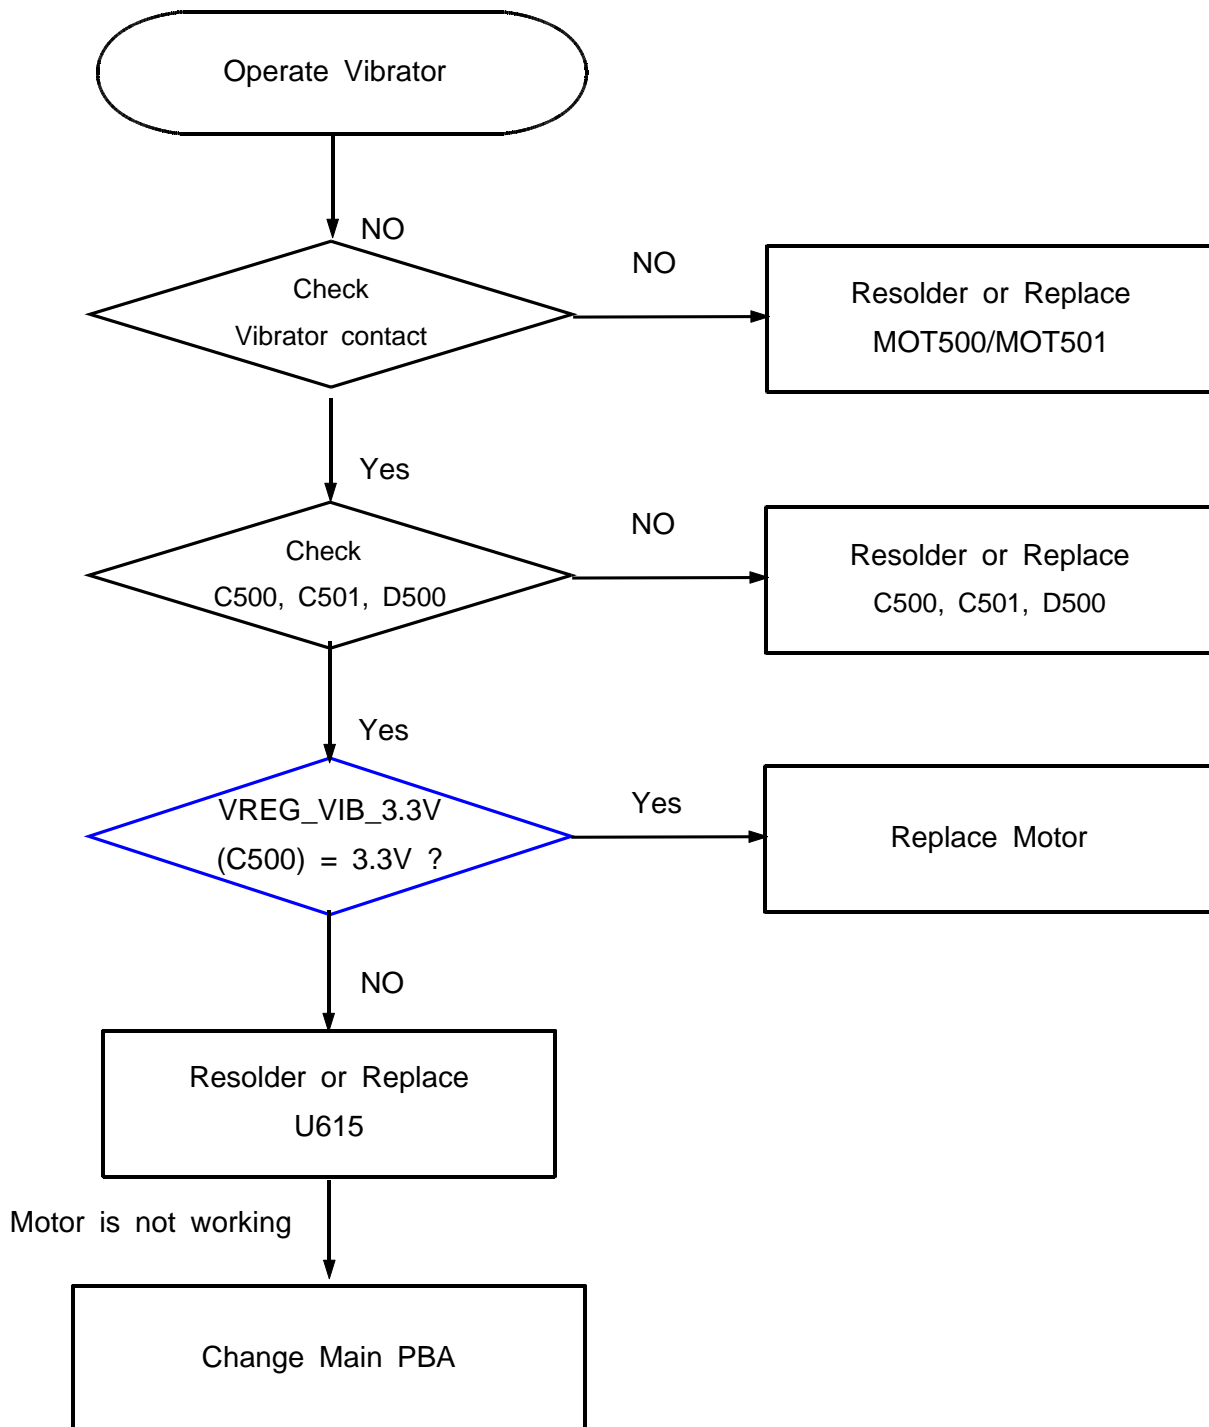 Operate Vibrator
NO
Check
Vibrator contact
NO
Resolder or Replace
MOT500/MOT501
Yes
Check
C500, C501, D500
NO
Resolder or Replace
C500, C501, D500
Yes
VREG_VIB_3.3V
(C500) = 3.3V ?
Yes
Replace Motor
NO
Resolder or Replace
U615
Motor is not working
Change Main PBA